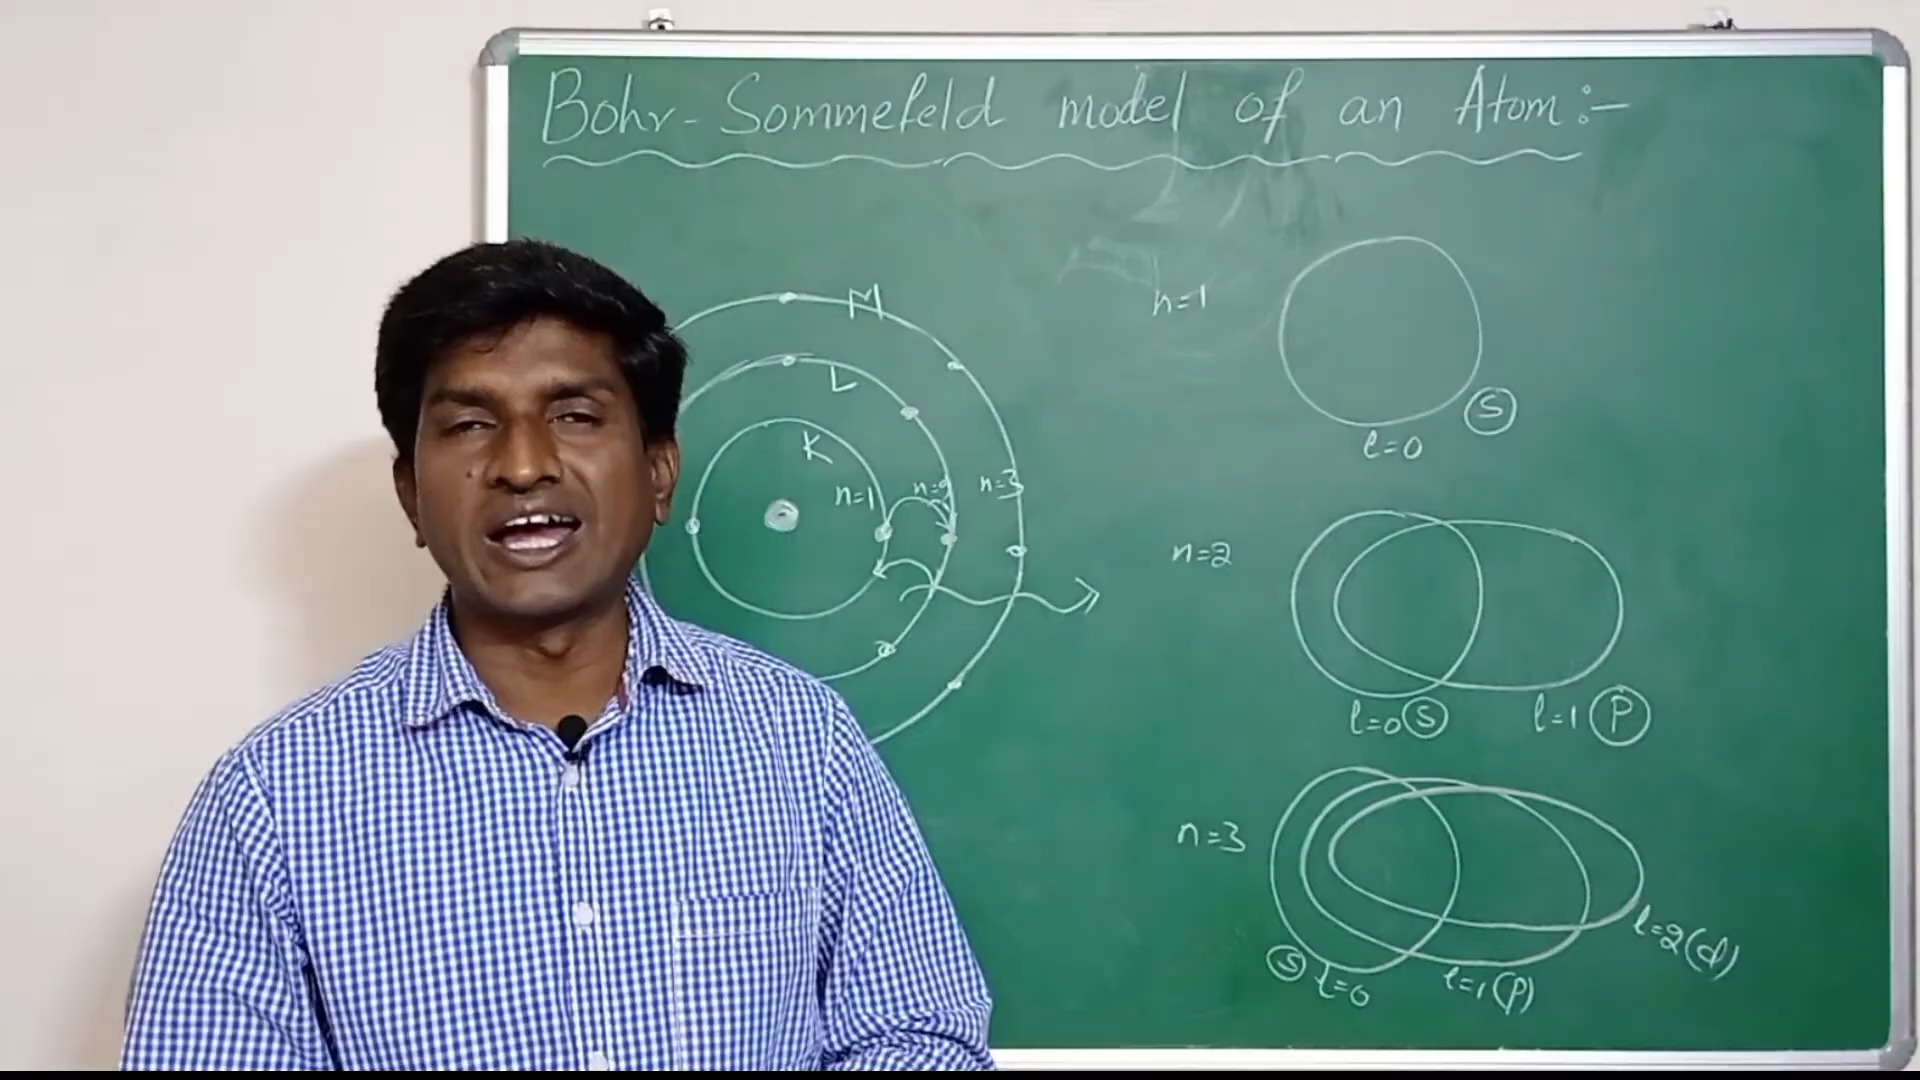 Bohr-Sommefeld model of an Atom:-
M
L
K
n=1
n=2
n=3
n=1
l=0
S
n=2
l=0 S
l=1 P
n=3
S l=0
l=1(p)
l=2(d)